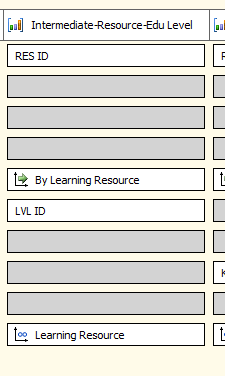 Intermediate-Resource-Edu Level
RES ID
By Learning Resource
LVL ID
Learning Resource